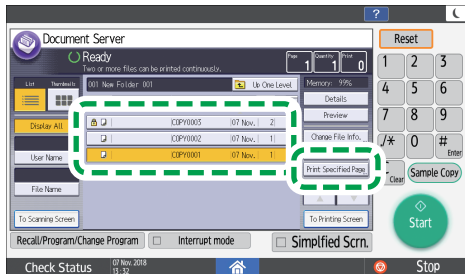 ?
Document Server
Reset
Ready
Two or more files can be printed continuously.
Page 1
Quantity 1
Print 0
List
Thumbnails
001 New Folder 001
Up One Level
Memory: 99%
Details
Preview
Display All
COPY0003 07 Nov. 2
COPY0002 07 Nov. 1
COPY0001 07 Nov. 1
Change File Info.
User Name
Print Specified Page
File Name
To Scanning Screen
To Printing Screen
1 2 3
4 5 6
7 8 9
./* 0 #
Enter
Clear
Sample Copy
Start
Recall/Program/Change Program
Interrupt mode
Simplfied Scrn.
Check Status
07 Nov. 2018
13:32
Stop